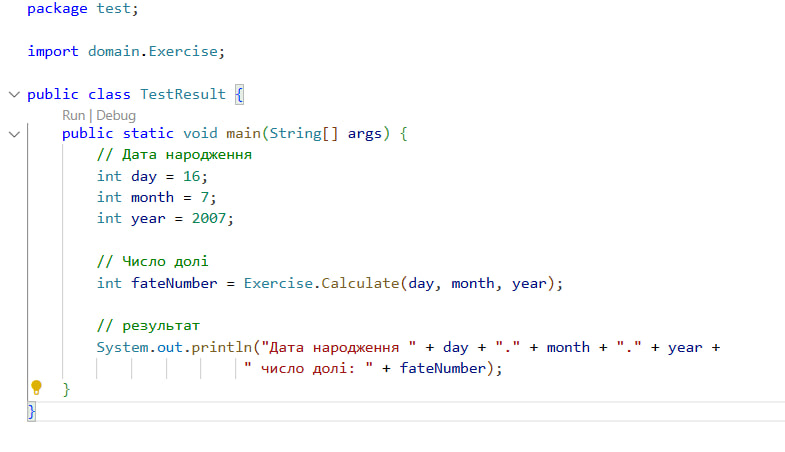 package test;
import domain.Exercise;
public class TestResult {
Run | Debug
public static void main(String[] args) {
// Дата народження
int day = 16;
int month = 7;
int year = 2007;
// Число долі
int fateNumber = Exercise.Calculate(day, month, year);
// результат
System.out.println("Дата народження " + day + "." + month + "." + year +
" число долі: " + fateNumber);
}
}